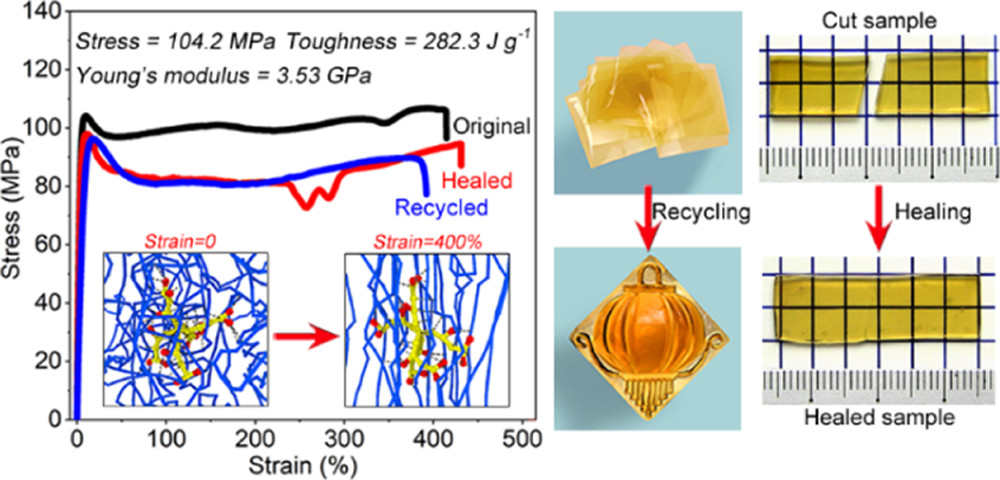 Stress = 104.2 MPa Toughness = 282.3 J g⁻¹
Young's modulus = 3.53 GPa
Original
Healed
Recycled
Strain=0
Strain=400%
Stress (MPa)
140
120
100
80
60
40
20
0
0 100 200 300 400 500
Strain (%)
Recycling
Cut sample
Healing
Healed sample